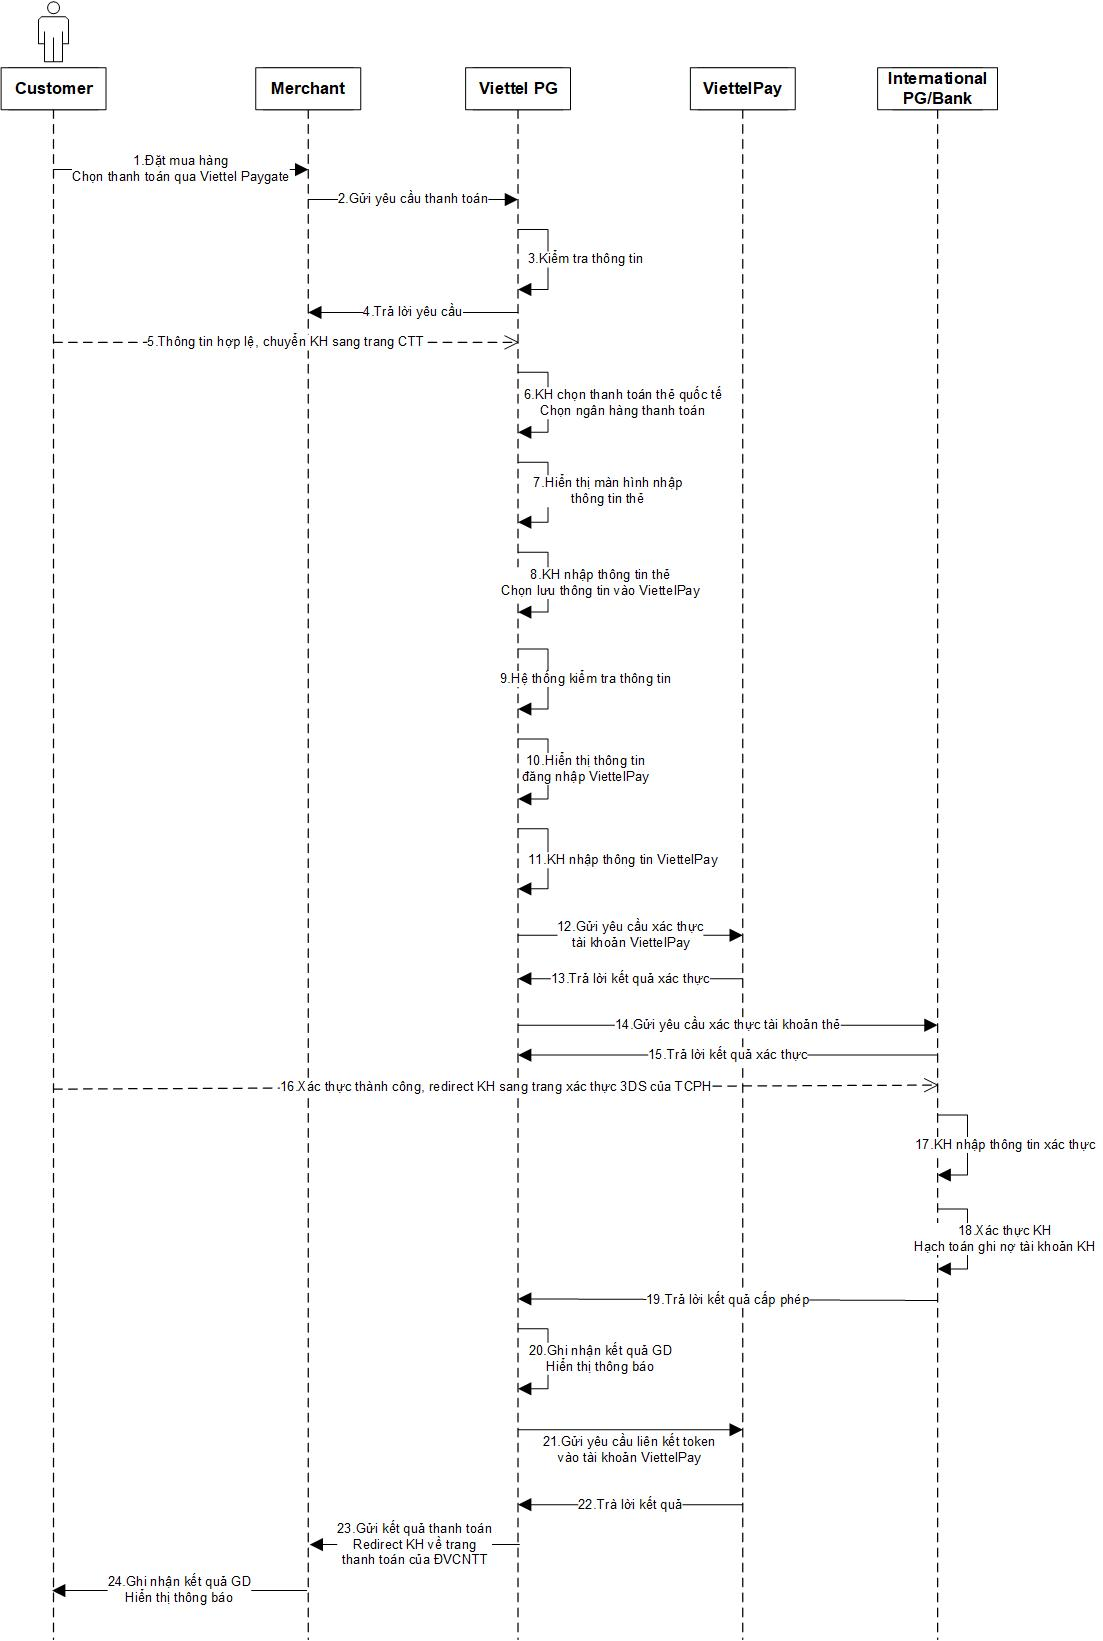 Customer
Merchant
Viettel PG
ViettelPay
International
PG/Bank
1.Đặt mua hàng
Chọn thanh toán qua Viettel Paygate
2.Gửi yêu cầu thanh toán
3.Kiểm tra thông tin
4.Trả lời yêu cầu
5.Thông tin hợp lệ, chuyển KH sang trang CTT
6.KH chọn thanh toán thẻ quốc tế
Chọn ngân hàng thanh toán
7.Hiển thị màn hình nhập
thông tin thẻ
8.KH nhập thông tin thẻ
Chọn lưu thông tin vào ViettelPay
9.Hệ thống kiểm tra thông tin
10.Hiển thị thông tin
đăng nhập ViettelPay
11.KH nhập thông tin ViettelPay
12.Gửi yêu cầu xác thực
tài khoản ViettelPay
13.Trả lời kết quả xác thực
14.Gửi yêu cầu xác thực tài khoản thẻ
15.Trả lời kết quả xác thực
16.Xác thực thành công, redirect KH sang trang xác thực 3DS của TCPH
17.KH nhập thông tin xác thực
18.Xác thực KH
Hạch toán ghi nợ tài khoản KH
19.Trả lời kết quả cấp phép
20.Ghi nhận kết quả GD
Hiển thị thông báo
21.Gửi yêu cầu liên kết token
vào tài khoản ViettelPay
22.Trả lời kết quả
23.Gửi kết quả thanh toán
Redirect KH về trang
thanh toán của ĐVCNTT
24.Ghi nhận kết quả GD
Hiển thị thông báo